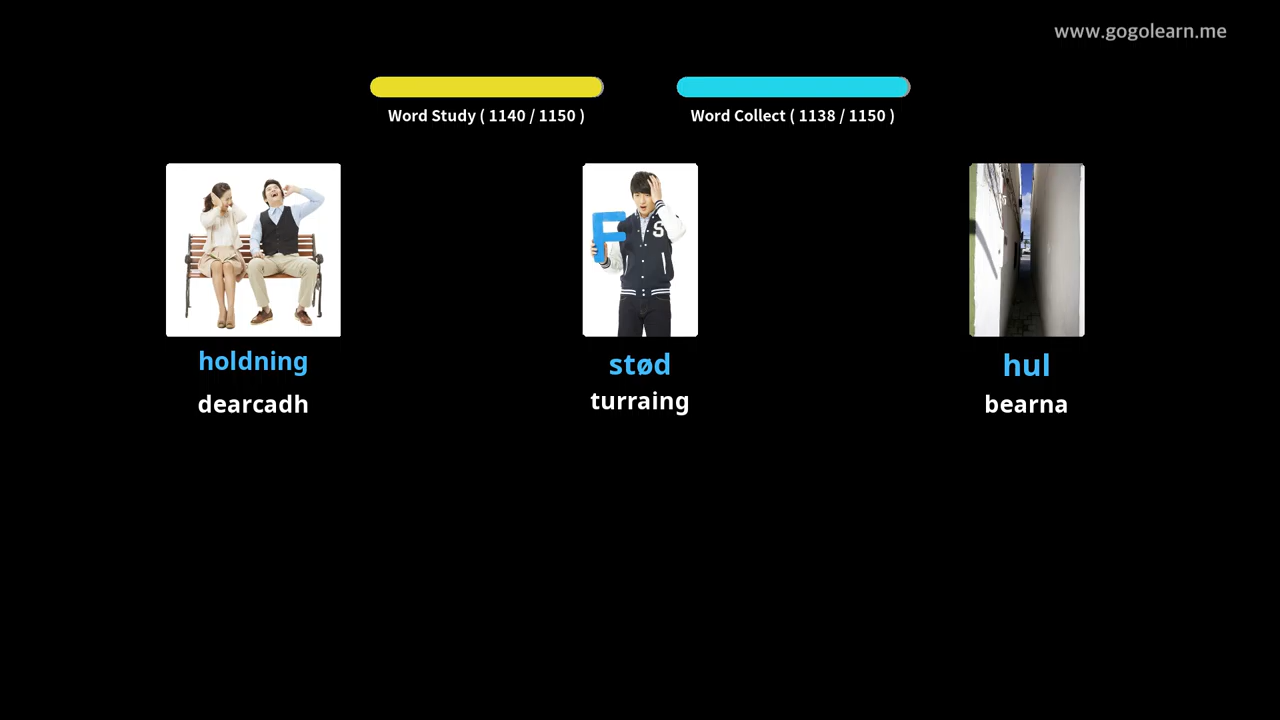 www.gogolearn.me
Word Study ( 1140 / 1150 )
Word Collect ( 1138 / 1150 )
F
S
holdning
stød
hul
dearcadh
turraing
bearna